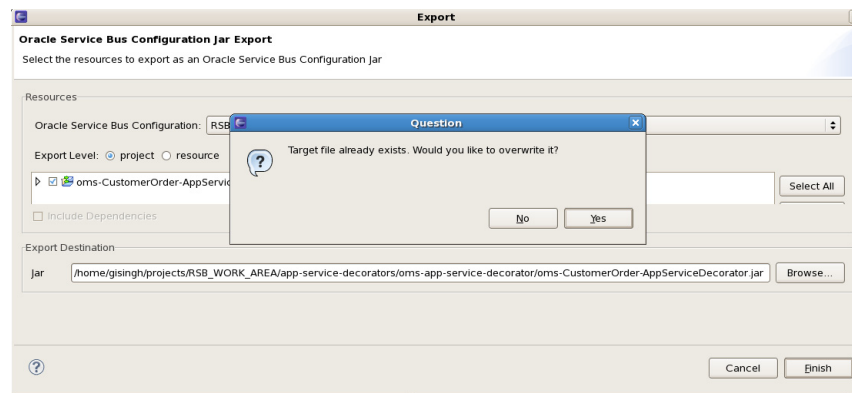 Export
Oracle Service Bus Configuration Jar Export
Select the resources to export as an Oracle Service Bus Configuration Jar
Resources
Oracle Service Bus Configuration: RSB
Question
Target file already exists. Would you like to overwrite it?
Export Level: project resource
oms-CustomerOrder-AppServic
Select All
Include Dependencies
No Yes
Export Destination
Jar /home/gisingh/projects/RSB_WORK_AREA/app-service-decorators/oms-app-service-decorator/oms-CustomerOrder-AppServiceDecorator.jar Browse...
Cancel Finish